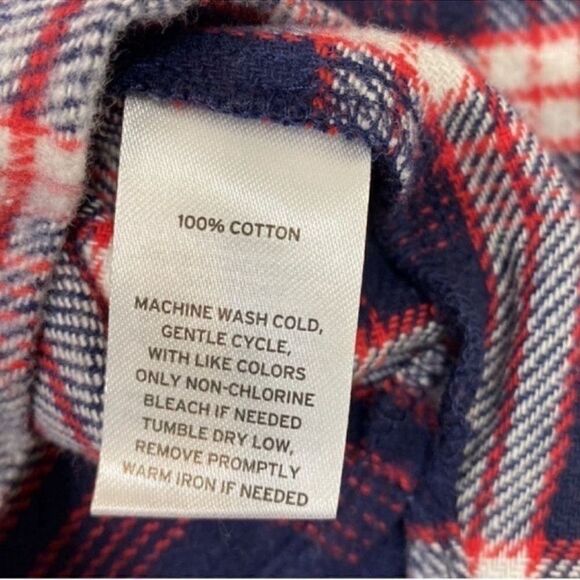 100% COTTON
MACHINE WASH COLD,
GENTLE CYCLE,
WITH LIKE COLORS
ONLY NON-CHLORINE
BLEACH IF NEEDED
TUMBLE DRY LOW,
REMOVE PROMPTLY
WARM IRON IF NEEDED